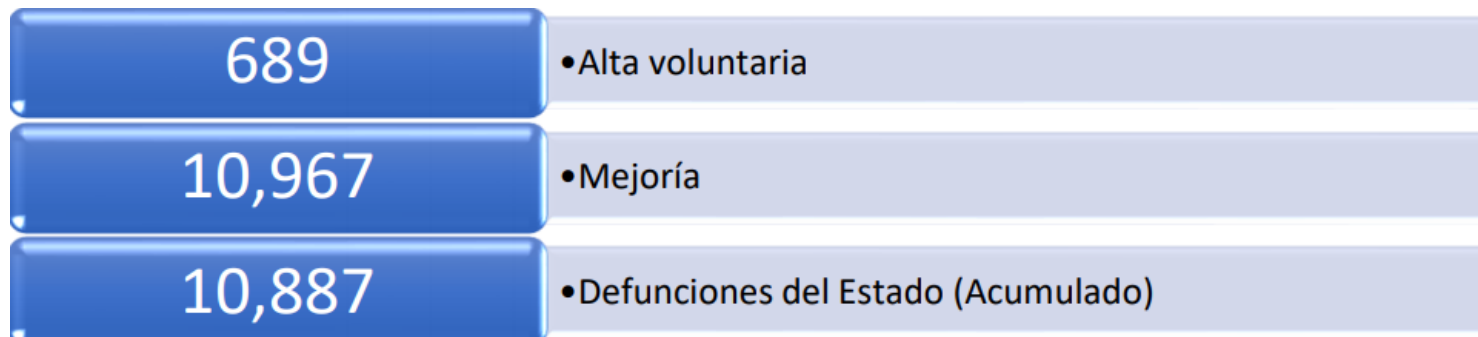 689
•Alta voluntaria
10,967
•Mejoría
10,887
•Defunciones del Estado (Acumulado)